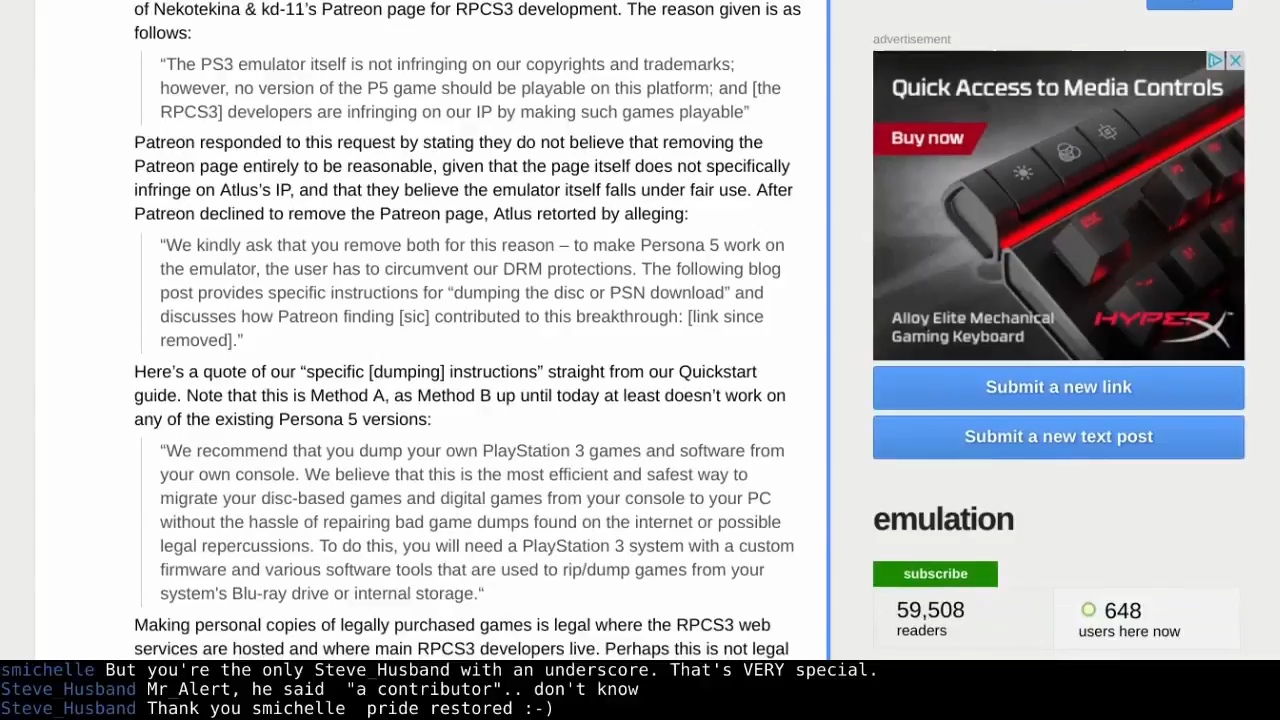 of Nekotekina & kd-11’s Patreon page for RPCS3 development. The reason given is as
follows:
“The PS3 emulator itself is not infringing on our copyrights and trademarks;
however, no version of the P5 game should be playable on this platform; and [the
RPCS3] developers are infringing on our IP by making such games playable”
Patreon responded to this request by stating they do not believe that removing the
Patreon page entirely to be reasonable, given that the page itself does not specifically
infringe on Atlus’s IP, and that they believe the emulator itself falls under fair use. After
Patreon declined to remove the Patreon page, Atlus retorted by alleging:
“We kindly ask that you remove both for this reason – to make Persona 5 work on
the emulator, the user has to circumvent our DRM protections. The following blog
post provides specific instructions for “dumping the disc or PSN download” and
discusses how Patreon finding [sic] contributed to this breakthrough: [link since
removed].”
Here’s a quote of our “specific [dumping] instructions” straight from our Quickstart
guide. Note that this is Method A, as Method B up until today at least doesn’t work on
any of the existing Persona 5 versions:
“We recommend that you dump your own PlayStation 3 games and software from
your own console. We believe that this is the most efficient and safest way to
migrate your disc-based games and digital games from your console to your PC
without the hassle of repairing bad game dumps found on the internet or possible
legal repercussions. To do this, you will need a PlayStation 3 system with a custom
firmware and various software tools that are used to rip/dump games from your
system's Blu-ray drive or internal storage.“
Making personal copies of legally purchased games is legal where the RPCS3 web
services are hosted and where main RPCS3 developers live. Perhaps this is not legal
advertisement
Quick Access to Media Controls
Buy now
Alloy Elite Mechanical
Gaming Keyboard
HYPERX
Submit a new link
Submit a new text post
emulation
subscribe
59,508
readers
648
users here now
smichelle But you're the only Steve_Husband with an underscore. That's VERY special.
Steve_Husband Mr_Alert, he said  "a contributor".. don't know
Steve_Husband Thank you smichelle  pride restored :-)